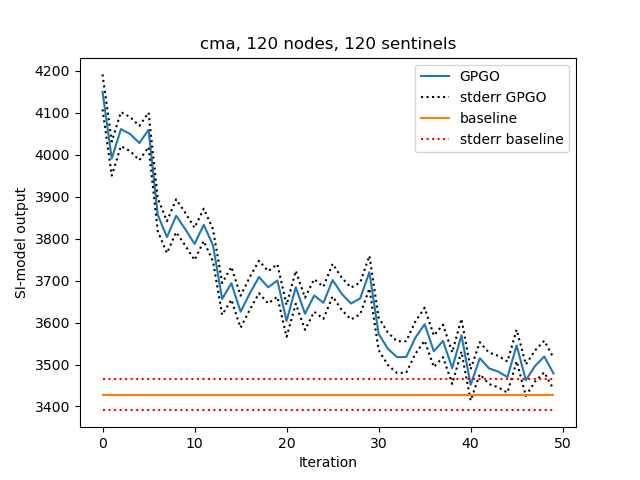 cma, 120 nodes, 120 sentinels
4200
4100
4000
3900
3800
3700
3600
3500
3400
SI-model output
GPGO
stderr GPGO
baseline
stderr baseline
0 10 20 30 40 50
Iteration